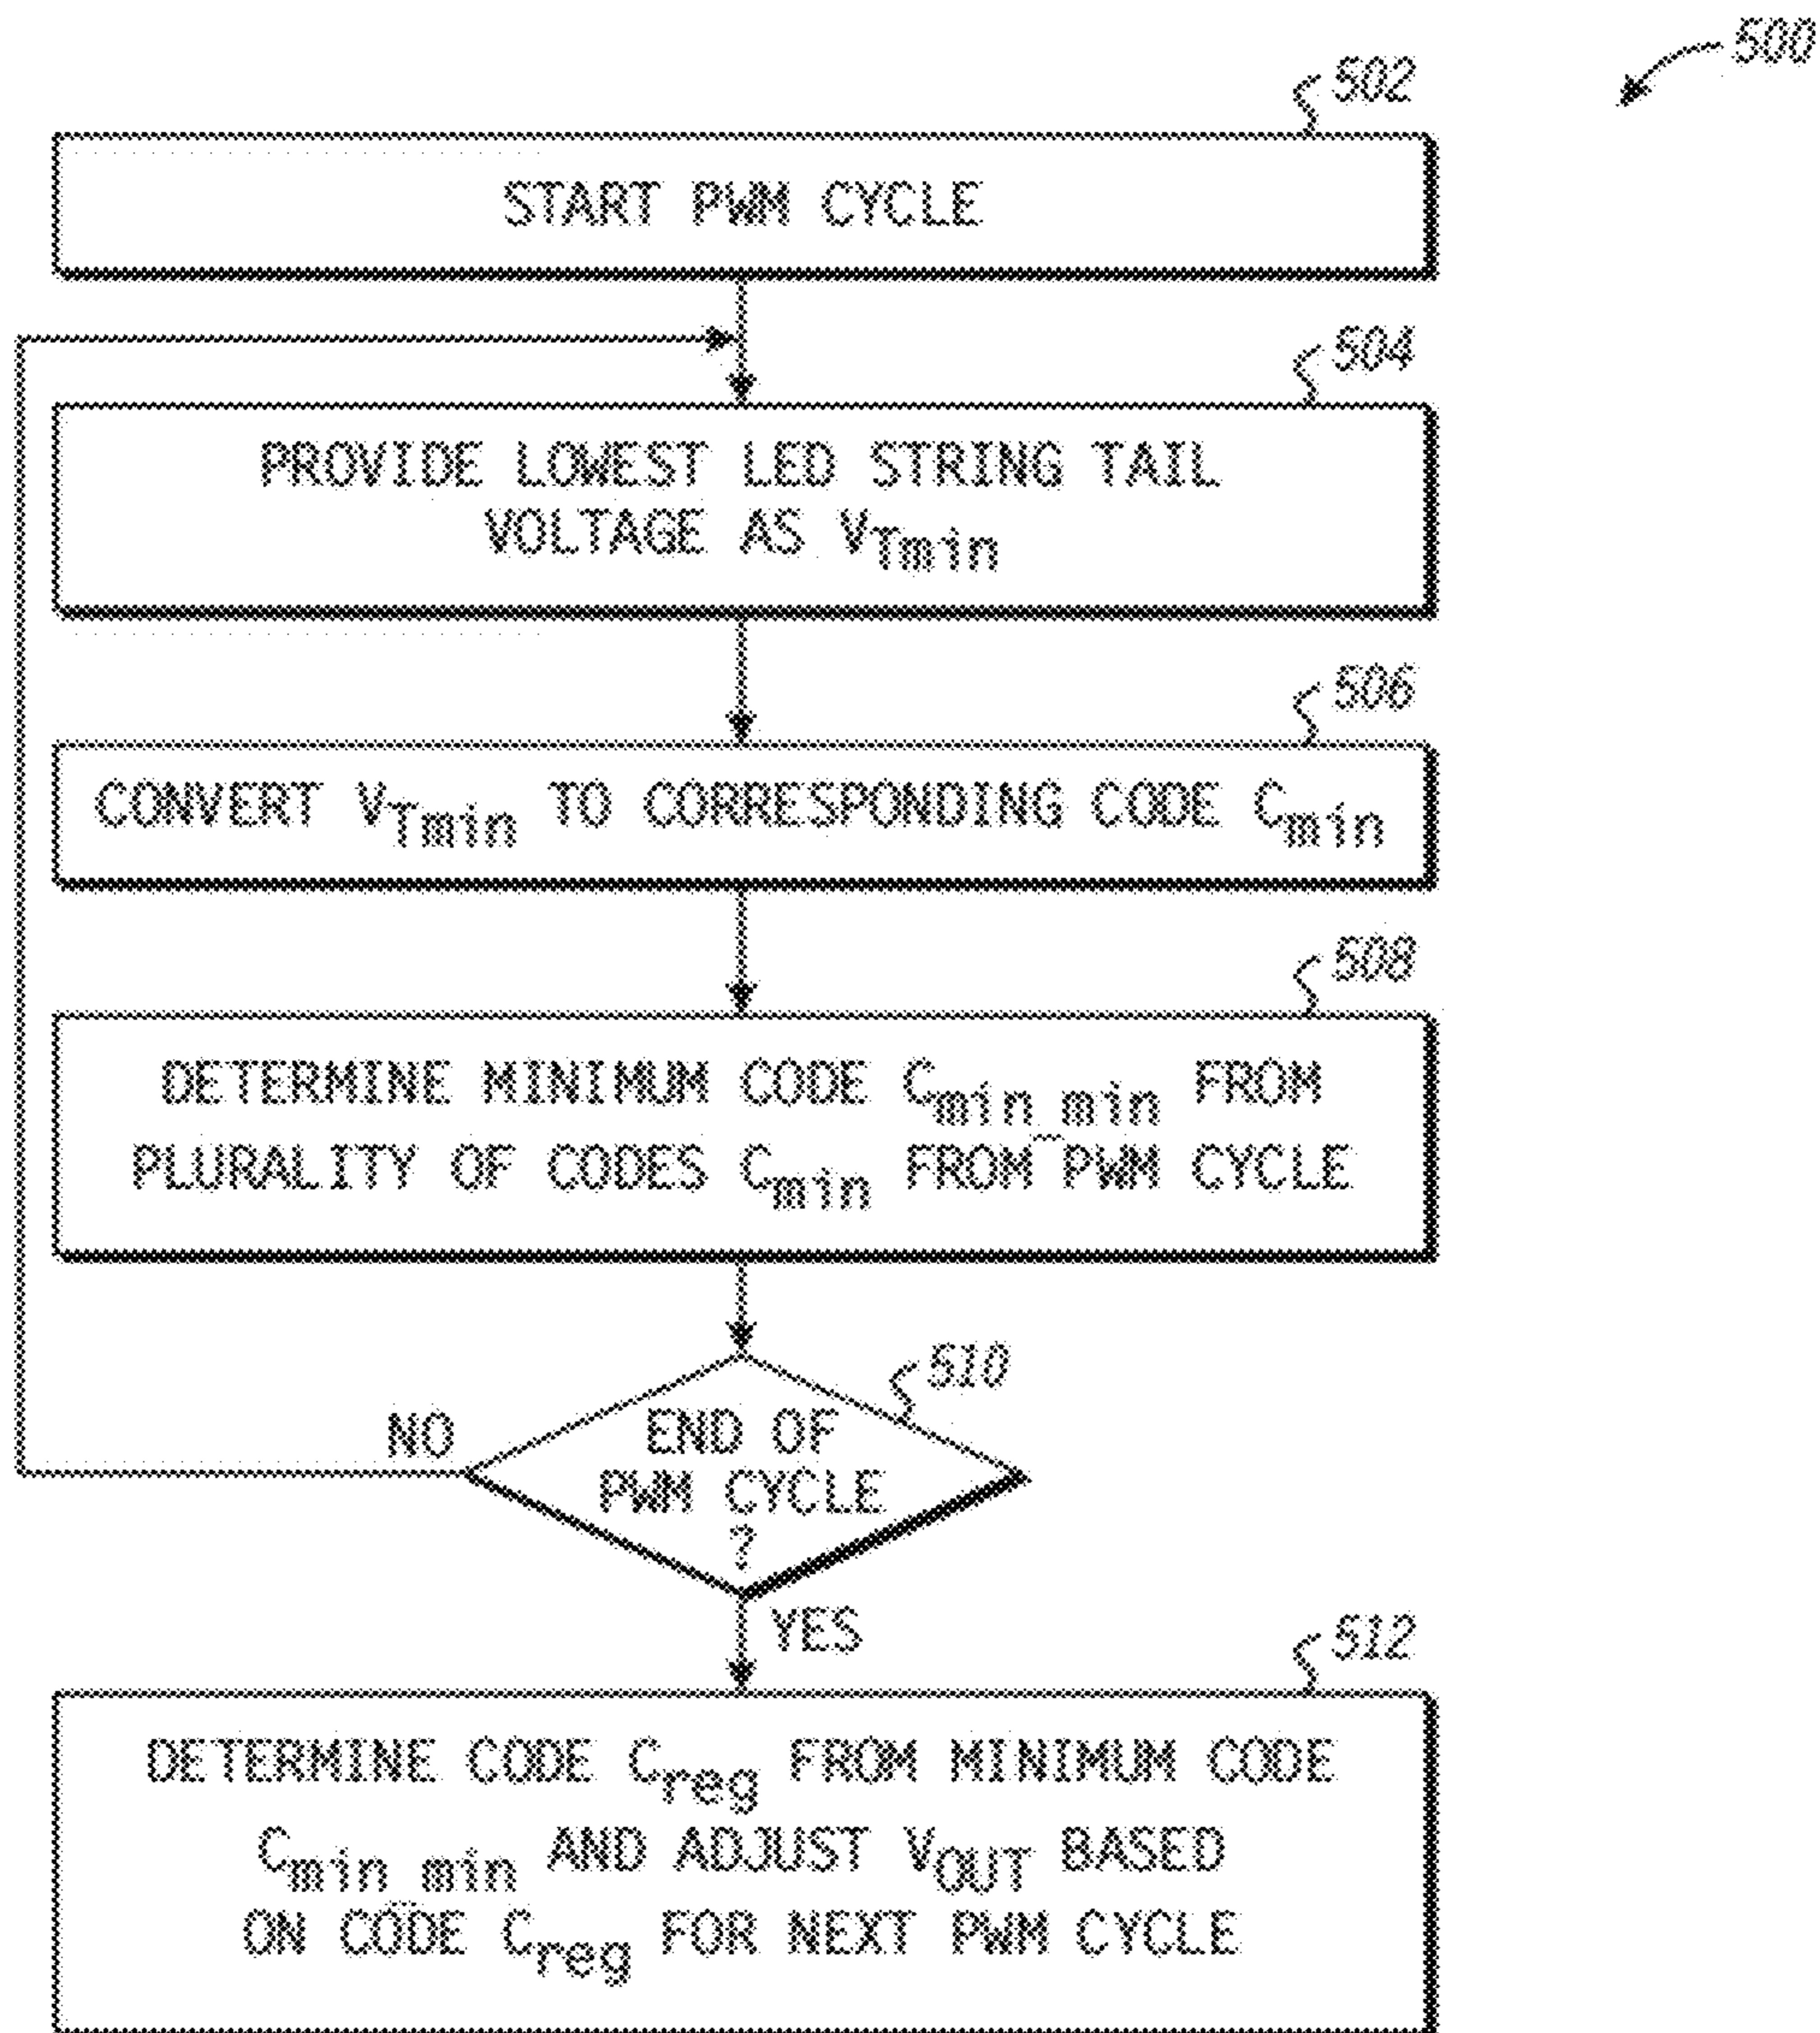 500
502
START PWM CYCLE
504
PROVIDE LOWEST LED STRING TAIL
VOLTAGE AS VTmin
506
CONVERT VTmin TO CORRESPONDING CODE Cmin
508
DETERMINE MINIMUM CODE Cmin_min FROM
PLURALITY OF CODES Cmin FROM PWM CYCLE
510
NO
END OF
PWM CYCLE
?
YES
512
DETERMINE CODE Creg FROM MINIMUM CODE
Cmin_min AND ADJUST VOUT BASED
ON CODE Creg FOR NEXT PWM CYCLE